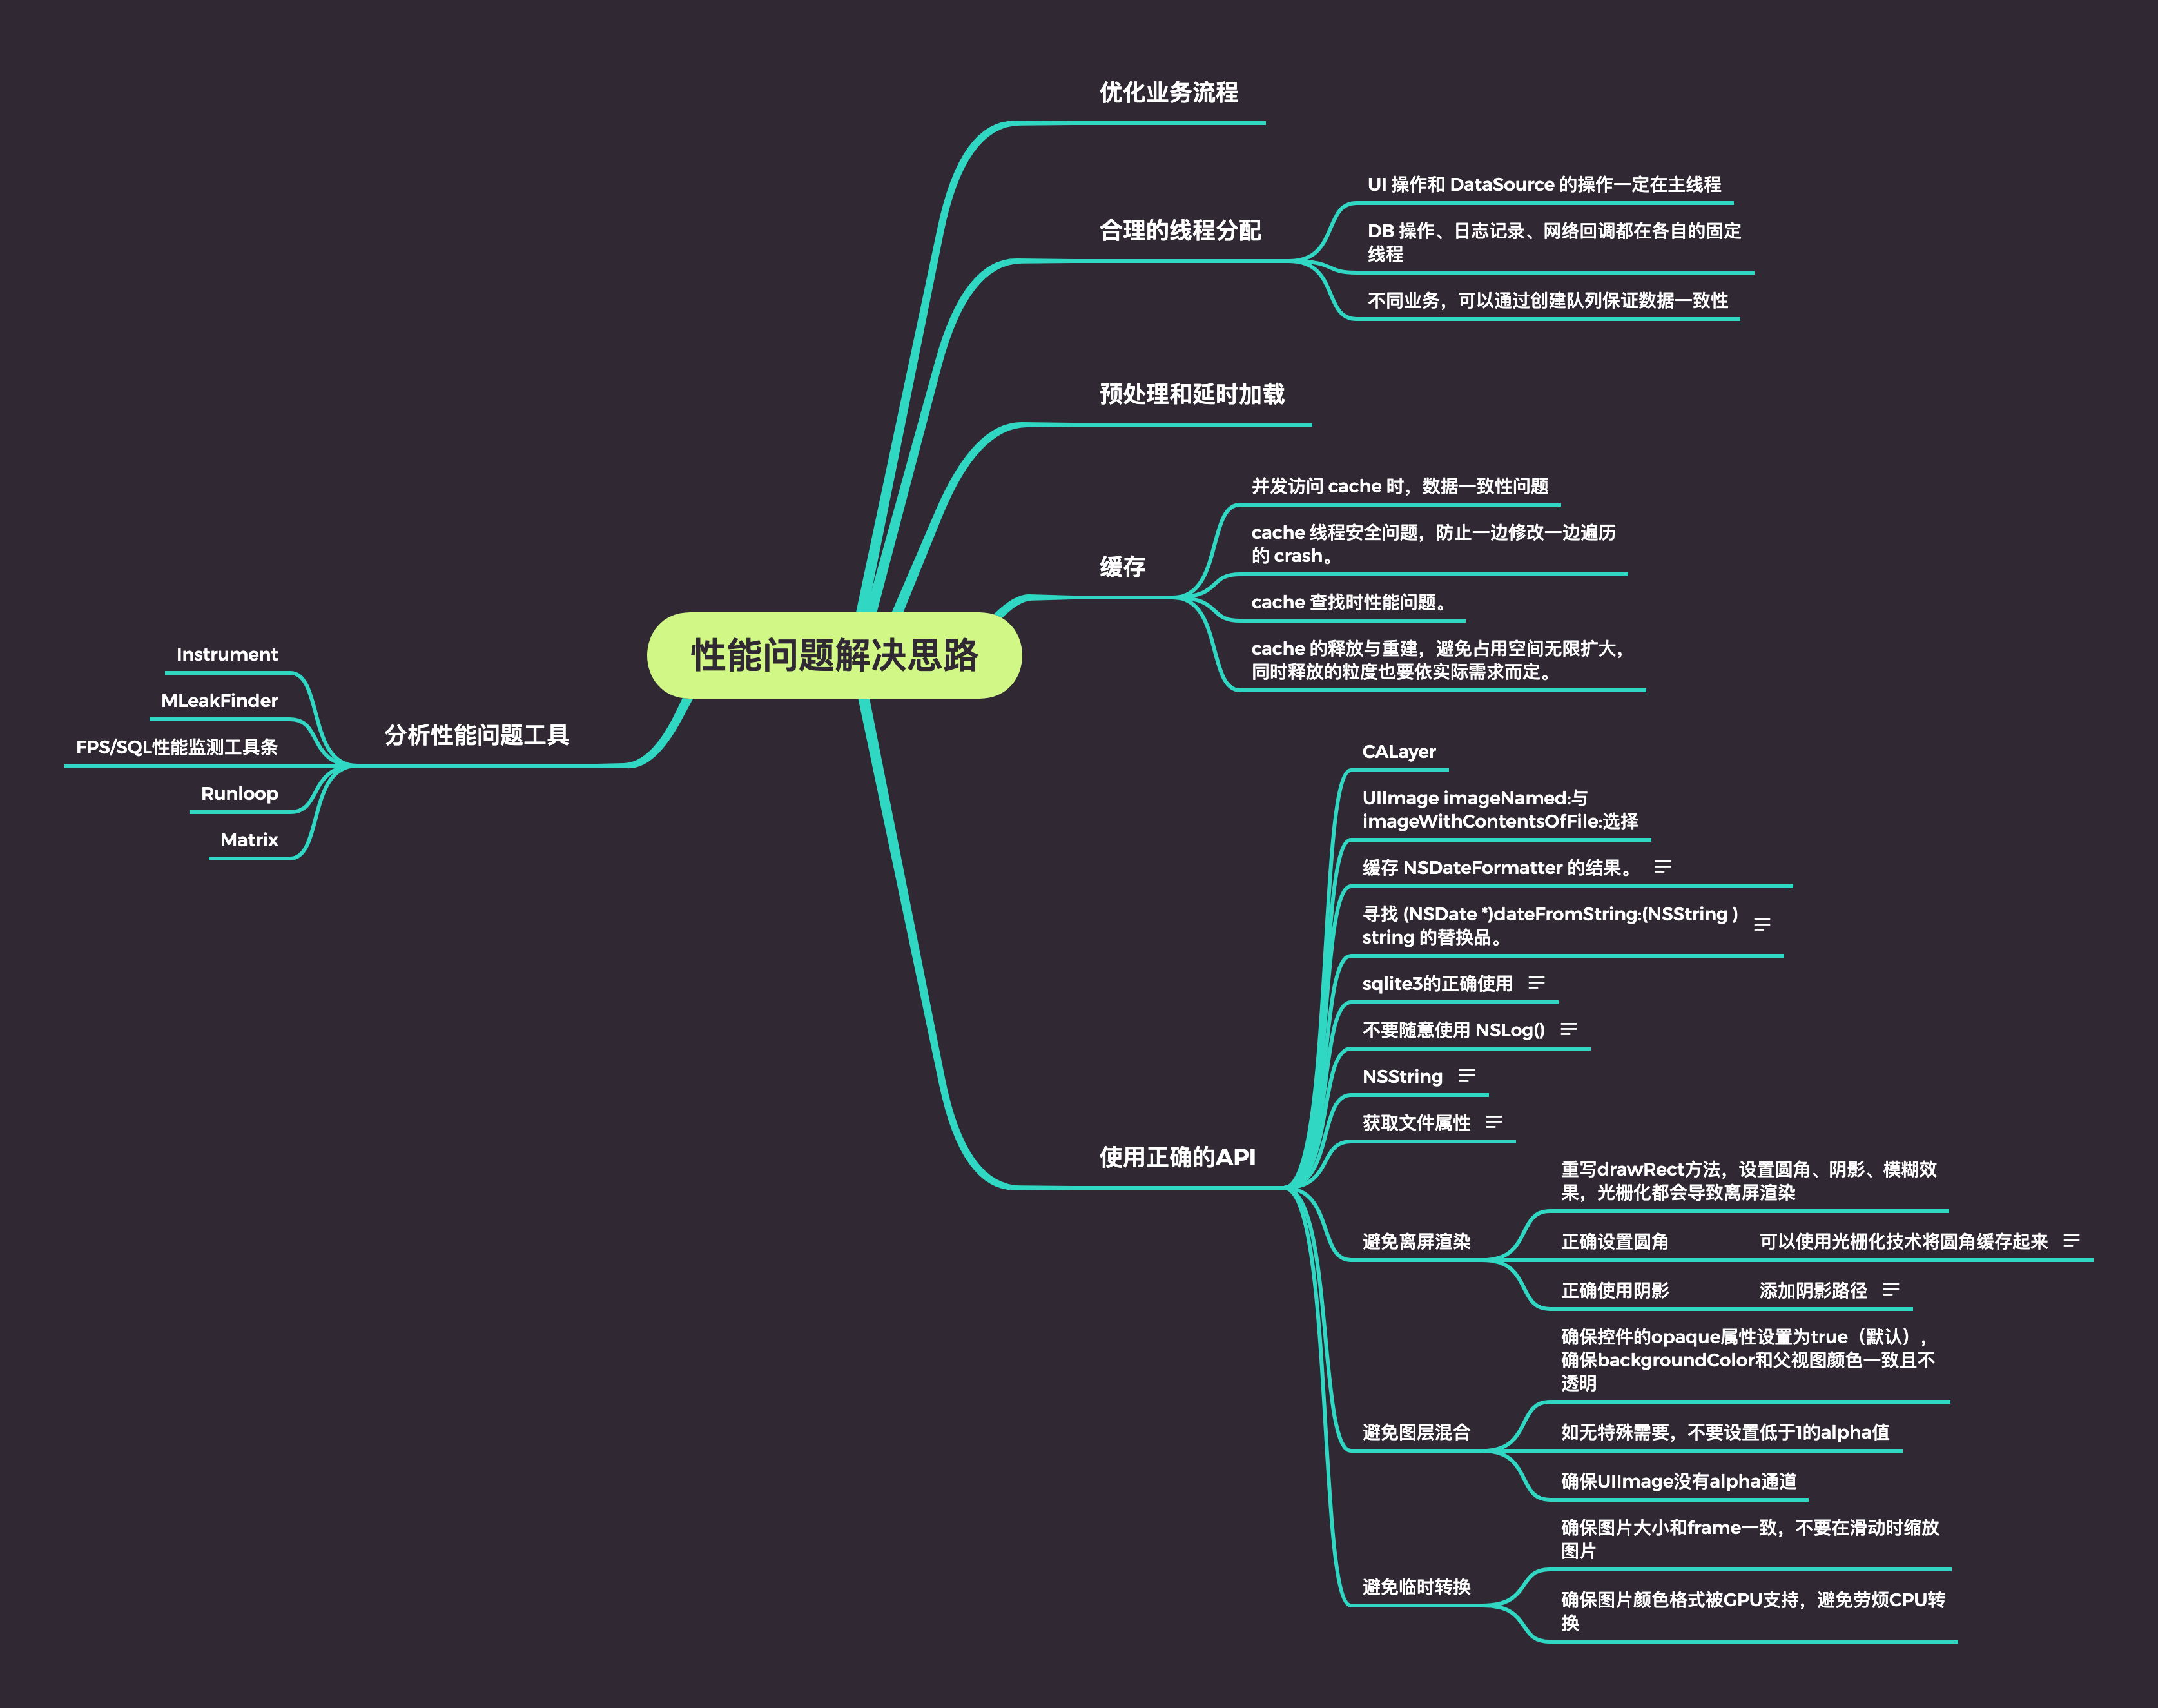 优化业务流程
合理的线程分配
UI 操作和 DataSource 的操作一定在主线程
DB 操作、日志记录、网络回调都在各自的固定
线程
不同业务，可以通过创建队列保证数据一致性
预处理和延时加载
缓存
并发访问 cache 时，数据一致性问题
cache 线程安全问题，防止一边修改一边遍历
的 crash。
cache 查找时性能问题。
cache 的释放与重建，避免占用空间无限扩大，
同时释放的粒度也要依实际需求而定。
性能问题解决思路
分析性能问题工具
Instrument
MLeakFinder
FPS/SQL性能监测工具条
Runloop
Matrix
使用正确的API
CALayer
UIImage imageNamed:与
imageWithContentsOfFile:选择
缓存 NSDateFormatter 的结果。
寻找 (NSDate *)dateFromString:(NSString )
string 的替换品。
sqlite3的正确使用
不要随意使用 NSLog()
NSString
获取文件属性
避免离屏渲染
重写drawRect方法，设置圆角、阴影、模糊效
果，光栅化都会导致离屏渲染
正确设置圆角
可以使用光栅化技术将圆角缓存起来
正确使用阴影
添加阴影路径
避免图层混合
确保控件的opaque属性设置为true（默认），
确保backgroundColor和父视图颜色一致且不
透明
如无特殊需要，不要设置低于1的alpha值
确保UIImage没有alpha通道
避免临时转换
确保图片大小和frame一致，不要在滑动时缩放
图片
确保图片颜色格式被GPU支持，避免劳烦CPU转
换